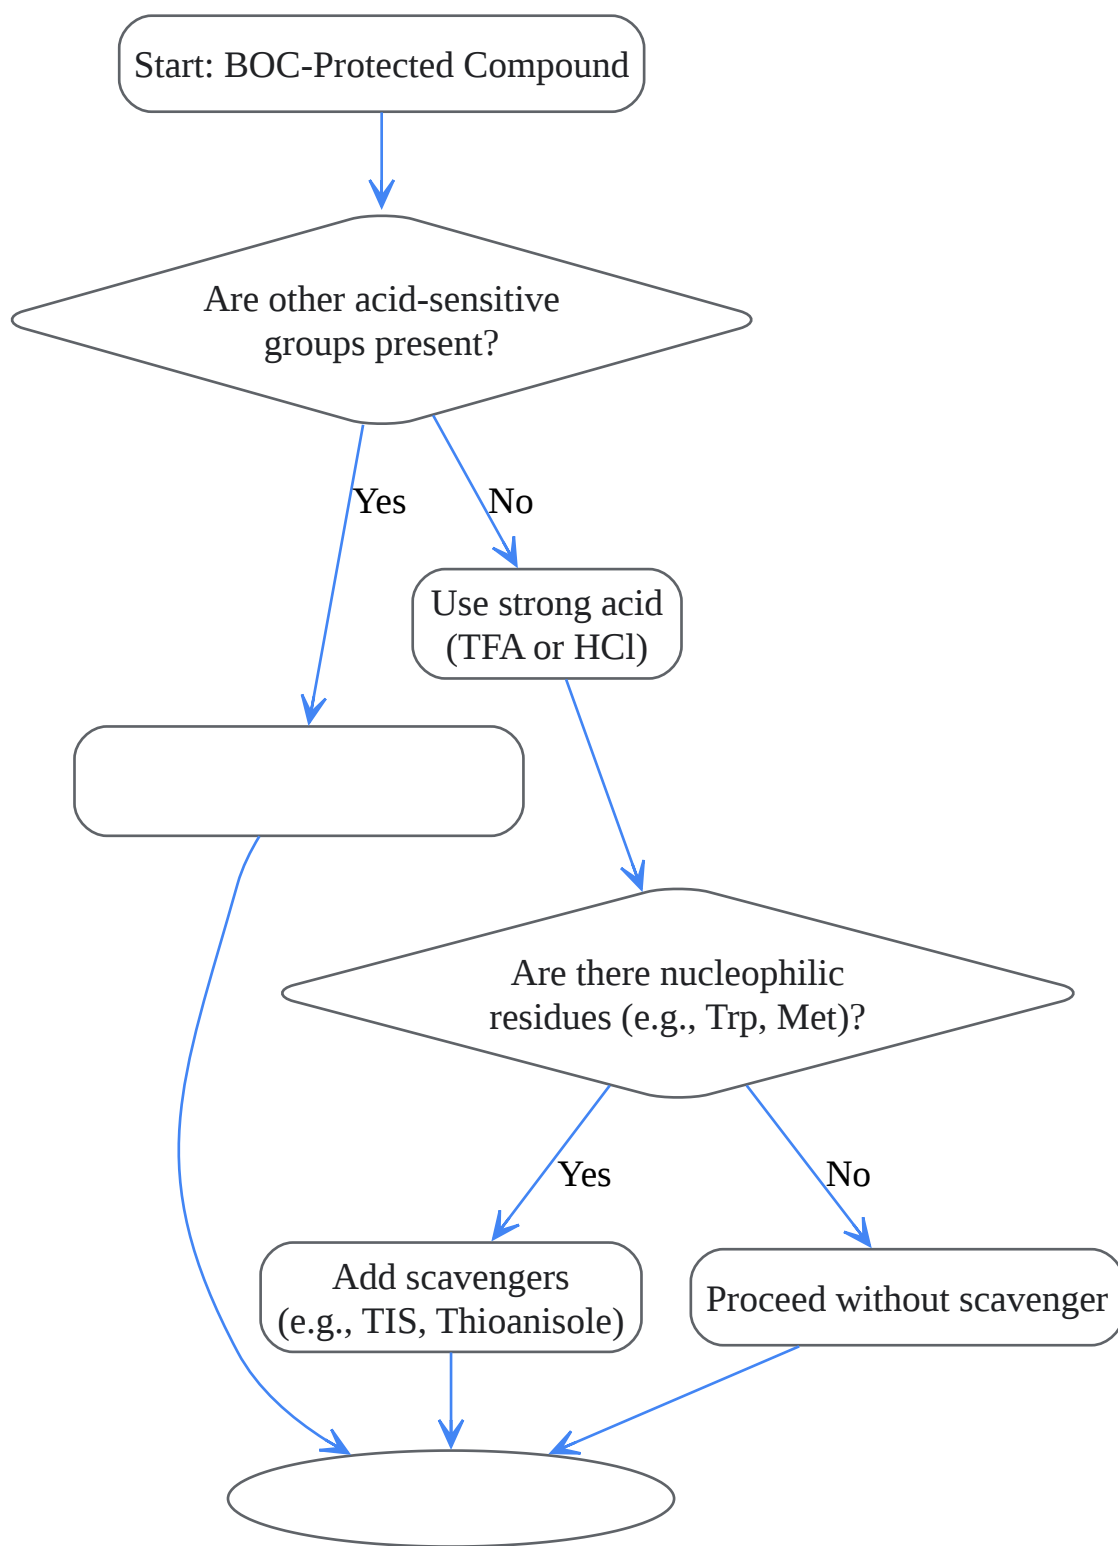 Start: BOC-Protected Compound
Are other acid-sensitive
groups present?
Yes
No
Use strong acid
(TFA or HCl)
Are there nucleophilic
residues (e.g., Trp, Met)?
Yes
No
Add scavengers
(e.g., TIS, Thioanisole)
Proceed without scavenger